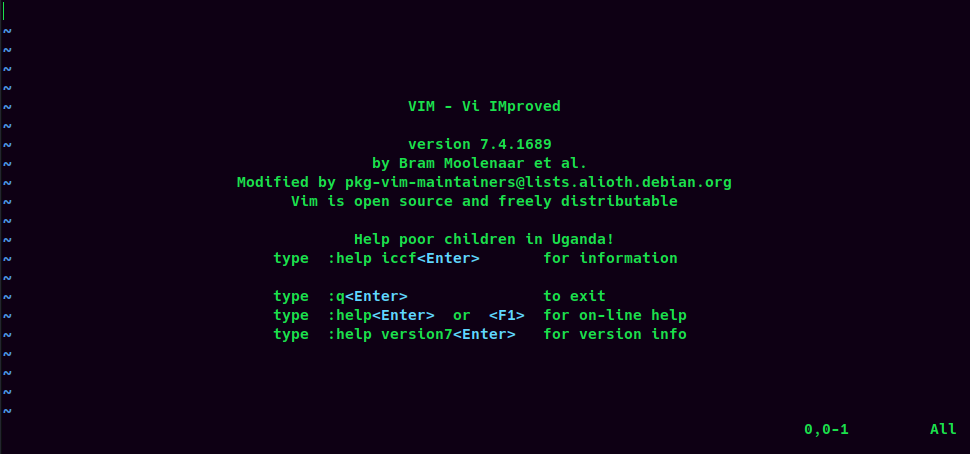 ~
~
~
~
~
VIM - Vi IMproved
~
~
version 7.4.1689
~
by Bram Moolenaar et al.
~
Modified by pkg-vim-maintainers@lists.alioth.debian.org
~
Vim is open source and freely distributable
~
~
Help poor children in Uganda!
~
type  :help iccf<Enter>       for information
~
~
type  :q<Enter>               to exit
~
type  :help<Enter>  or  <F1>  for on-line help
~
type  :help version7<Enter>   for version info
~
~
~
~
0,0-1         All